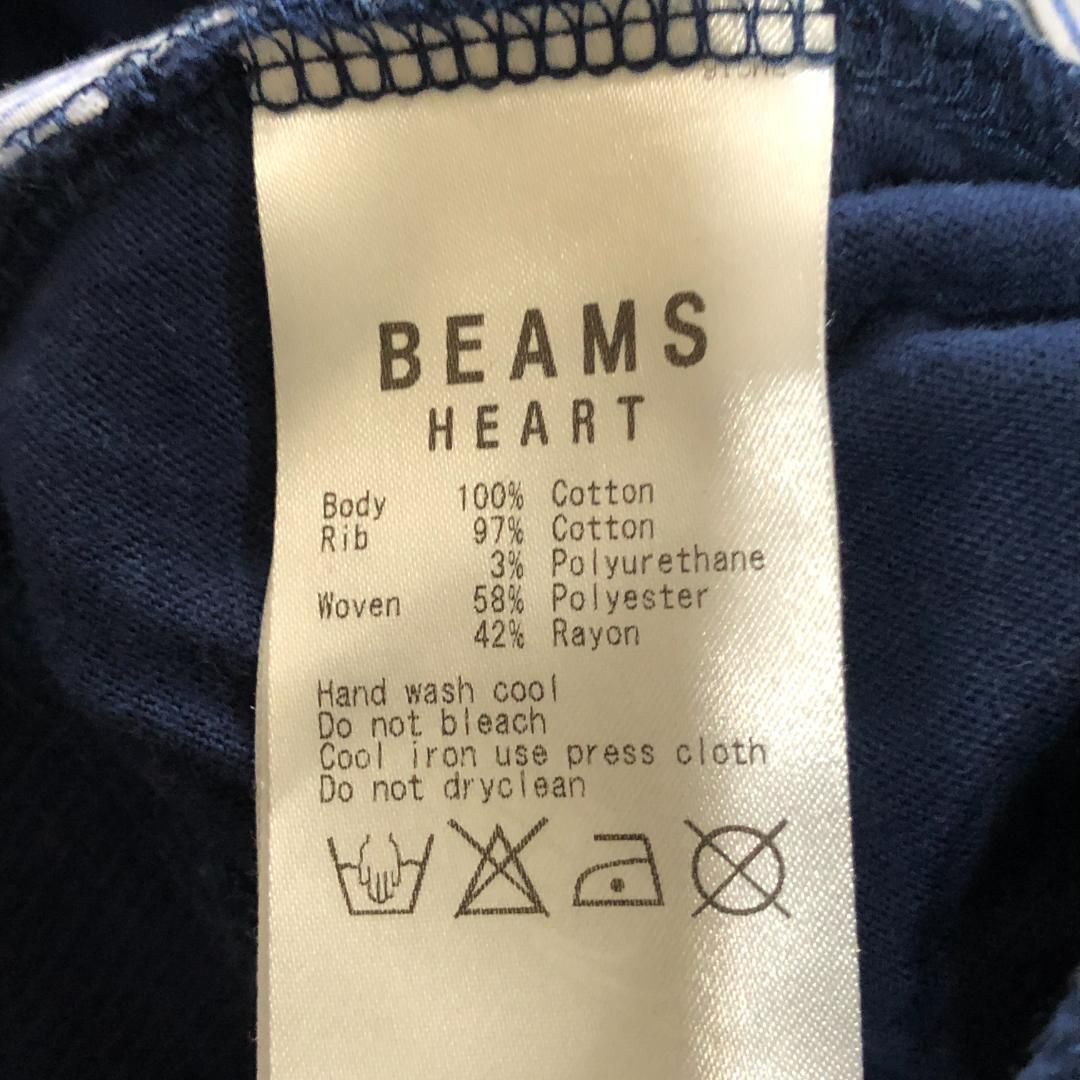 BEAMS
HEART
Body 100% Cotton
Rib 97% Cotton
3% Polyurethane
Woven 58% Polyester
42% Rayon
Hand wash cool
Do not bleach
Cool iron use press cloth
Do not dryclean